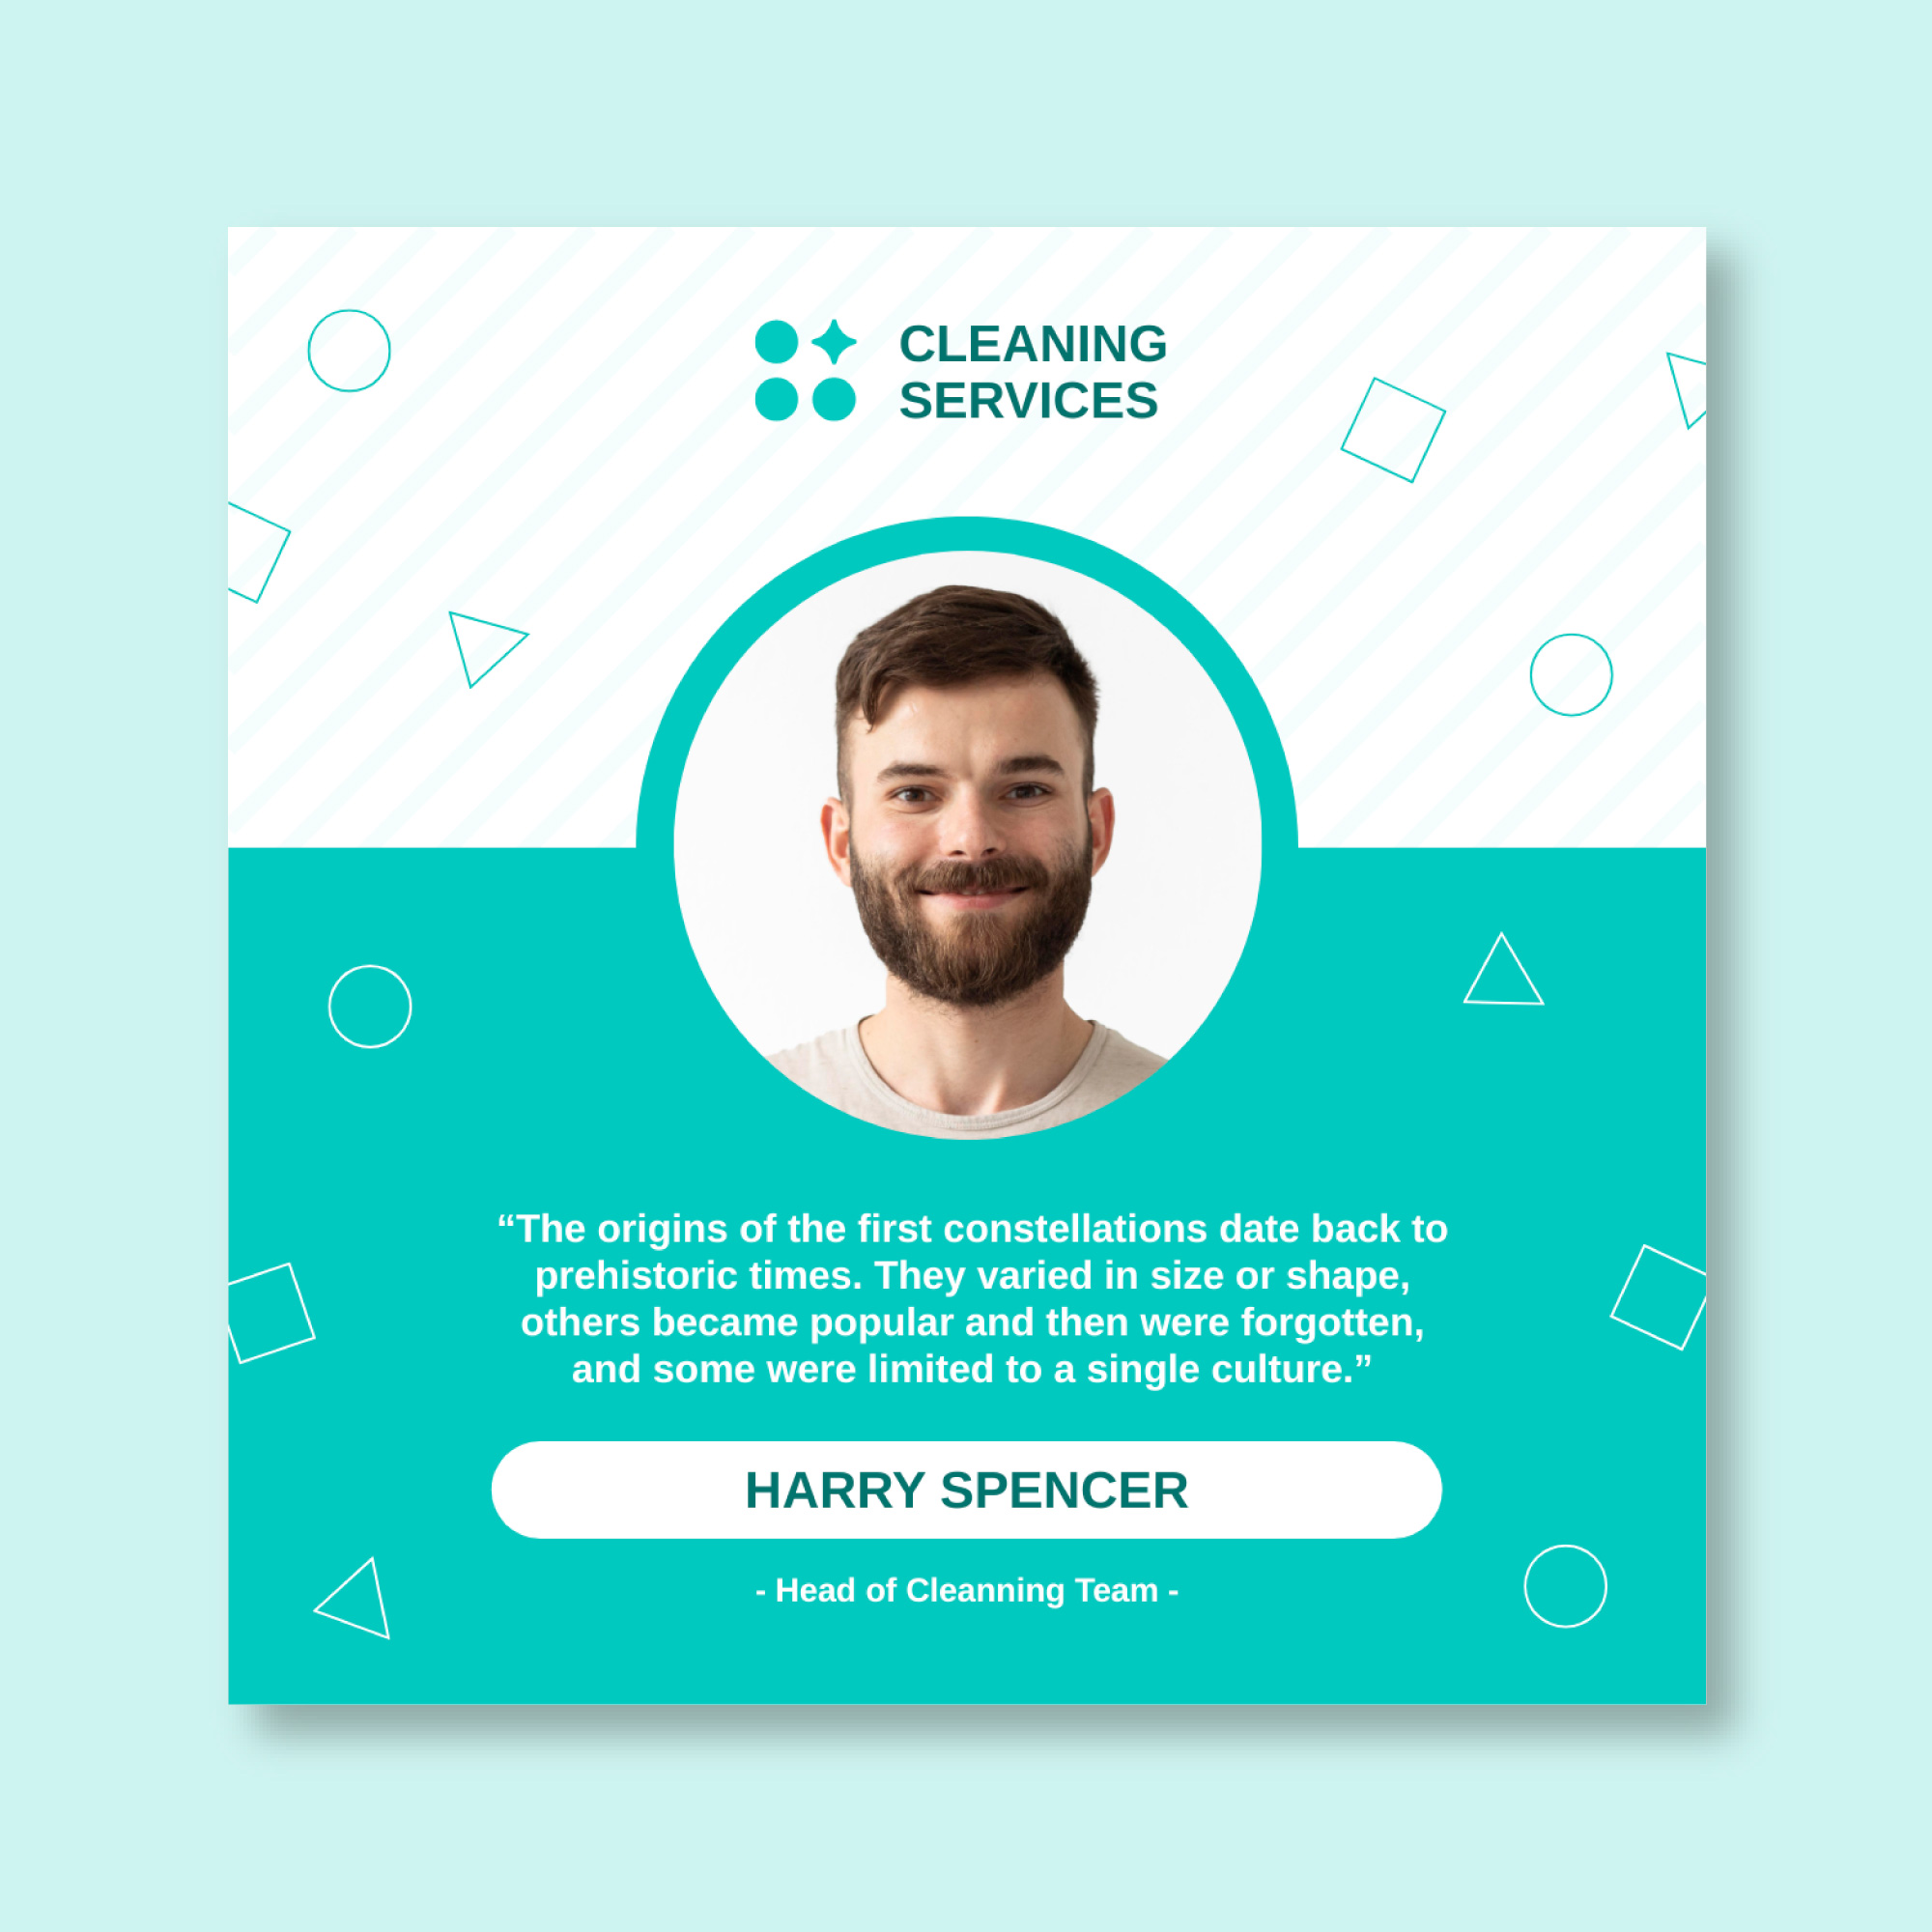 CLEANING
SERVICES
“The origins of the first constellations date back to
prehistoric times. They varied in size or shape,
others became popular and then were forgotten,
and some were limited to a single culture.”
HARRY SPENCER
- Head of Cleanning Team -